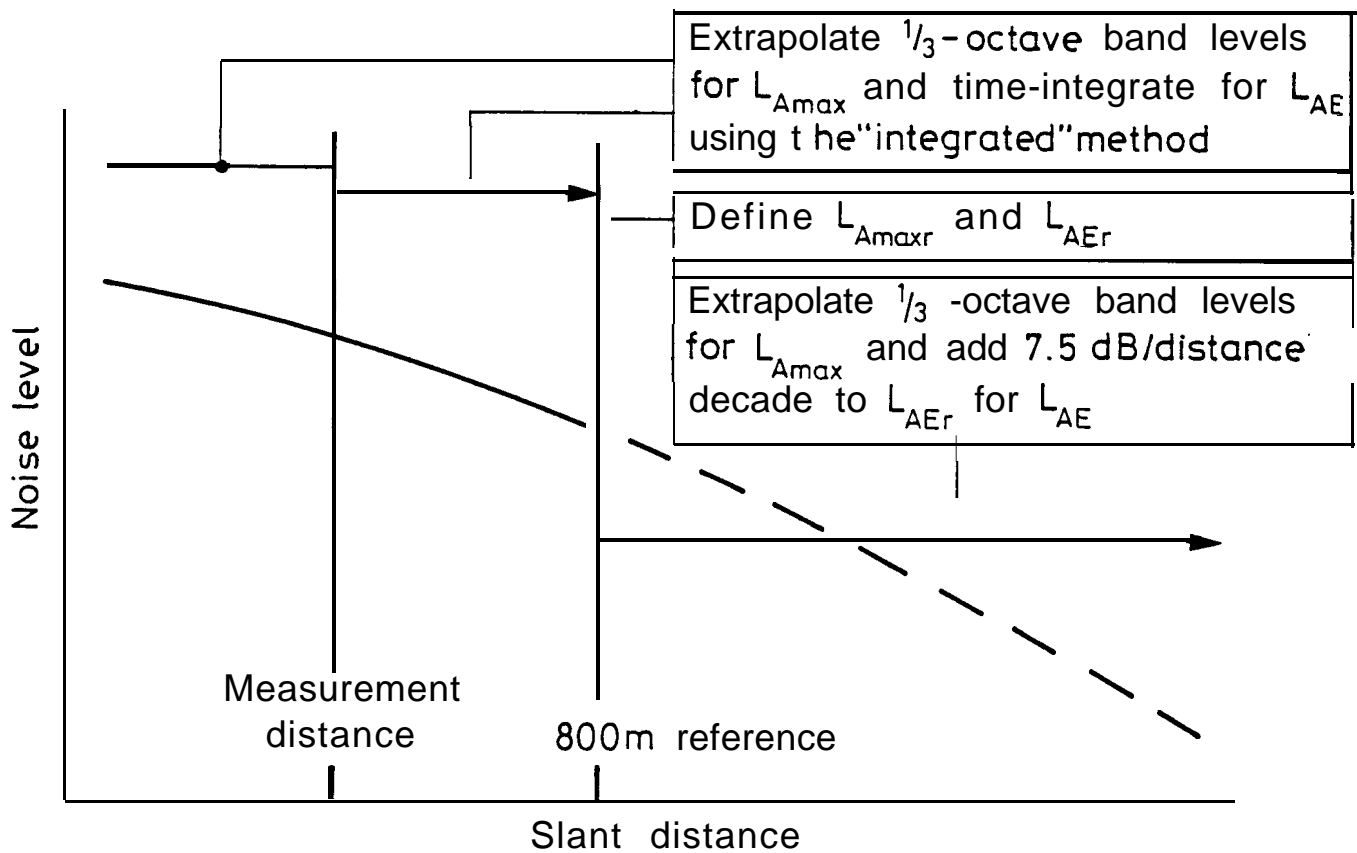 Extrapolate 1/3-octave band levels
for LAmax and time-integrate for LAE
using t he"integrated"method
Define LAmaxr and LAEr
Extrapolate 1/3 -octave band levels
for LAmax and add 7.5 dB/distance
decade to LAEr for LAE
Noise level
Measurement
distance
800m reference
Slant distance